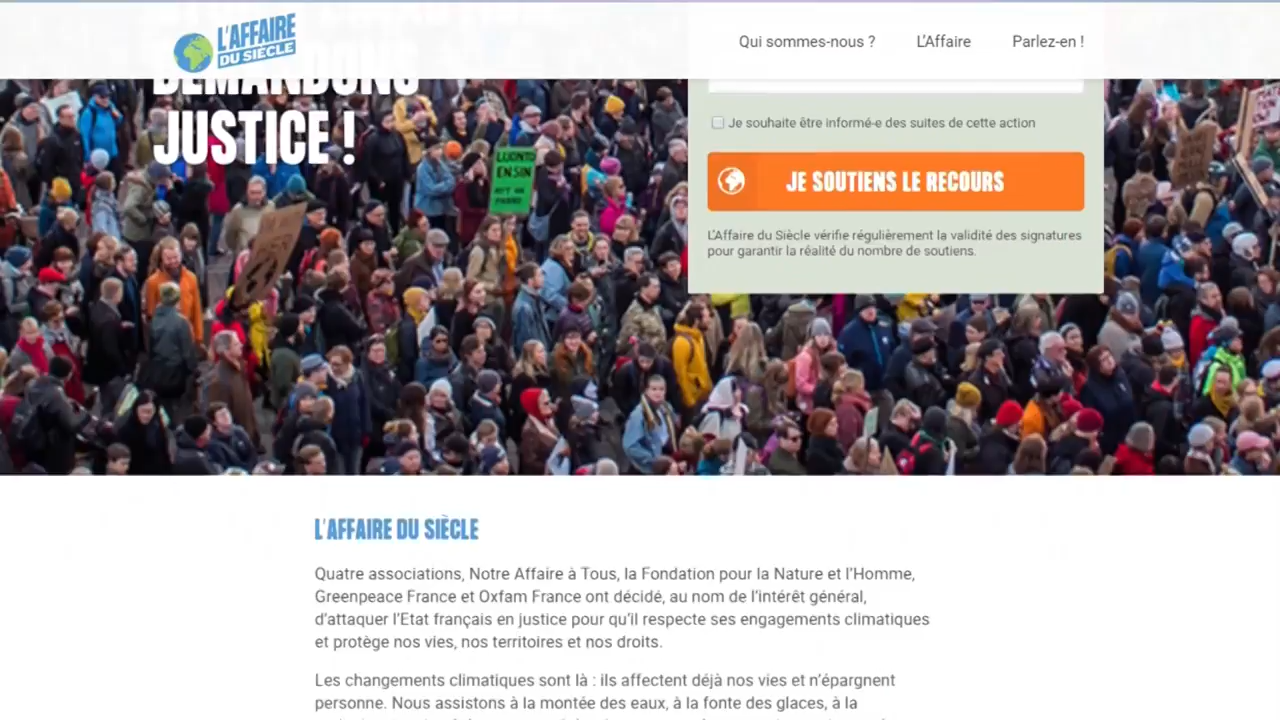 L'AFFAIRE
DU SIÈCLE
Qui sommes-nous ?
L'Affaire
Parlez-en !
DEMANDONS
JUSTICE !
LUONTO
ENSIN
Je souhaite être informé·e des suites de cette action
JE SOUTIENS LE RECOURS
L'Affaire du Siècle vérifie régulièrement la validité des signatures
pour garantir la réalité du nombre de soutiens.
L'AFFAIRE DU SIÈCLE
Quatre associations, Notre Affaire à Tous, la Fondation pour la Nature et l'Homme,
Greenpeace France et Oxfam France ont décidé, au nom de l'intérêt général,
d'attaquer l'Etat français en justice pour qu'il respecte ses engagements climatiques
et protège nos vies, nos territoires et nos droits.
Les changements climatiques sont là : ils affectent déjà nos vies et n'épargnent
personne. Nous assistons à la montée des eaux, à la fonte des glaces, à la